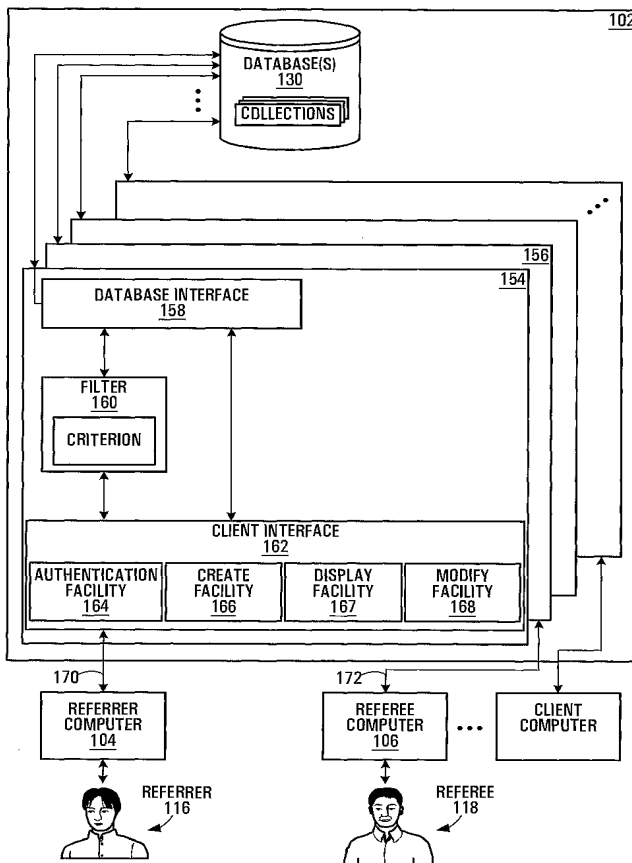 102
DATABASE(S)
130
COLLECTIONS
156
154
DATABASE INTERFACE
158
FILTER
160
CRITERION
CLIENT INTERFACE
162
AUTHENTICATION
FACILITY
164
CREATE
FACILITY
166
DISPLAY
FACILITY
167
MODIFY
FACILITY
168
170
172
REFERRER
COMPUTER
104
REFEREE
COMPUTER
106
CLIENT
COMPUTER
REFERRER
116
REFEREE
118